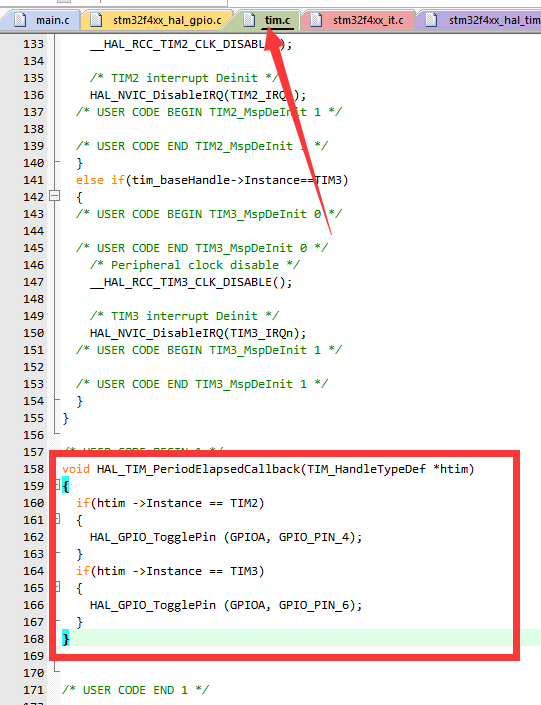 main.c stm32f4xx_hal_gpio.c tim.c stm32f4xx_it.c stm32f4xx_hal_tim
133 __HAL_RCC_TIM2_CLK_DISABLE();
134
135 /* TIM2 interrupt Deinit */
136 HAL_NVIC_DisableIRQ(TIM2_IRQn);
137 /* USER CODE BEGIN TIM2_MspDeInit 1 */
138
139 /* USER CODE END TIM2_MspDeInit 1 */
140 }
141 else if(tim_baseHandle->Instance==TIM3)
142 {
143 /* USER CODE BEGIN TIM3_MspDeInit 0 */
144
145 /* USER CODE END TIM3_MspDeInit 0 */
146 /* Peripheral clock disable */
147 __HAL_RCC_TIM3_CLK_DISABLE();
148
149 /* TIM3 interrupt Deinit */
150 HAL_NVIC_DisableIRQ(TIM3_IRQn);
151 /* USER CODE BEGIN TIM3_MspDeInit 1 */
152
153 /* USER CODE END TIM3_MspDeInit 1 */
154 }
155 }
156
157 /* USER CODE BEGIN 1 */
158 void HAL_TIM_PeriodElapsedCallback(TIM_HandleTypeDef *htim)
159 {
160 if(htim ->Instance == TIM2)
161 {
162 HAL_GPIO_TogglePin (GPIOA, GPIO_PIN_4);
163 }
164 if(htim ->Instance == TIM3)
165 {
166 HAL_GPIO_TogglePin (GPIOA, GPIO_PIN_6);
167 }
168 }
169
170
171 /* USER CODE END 1 */